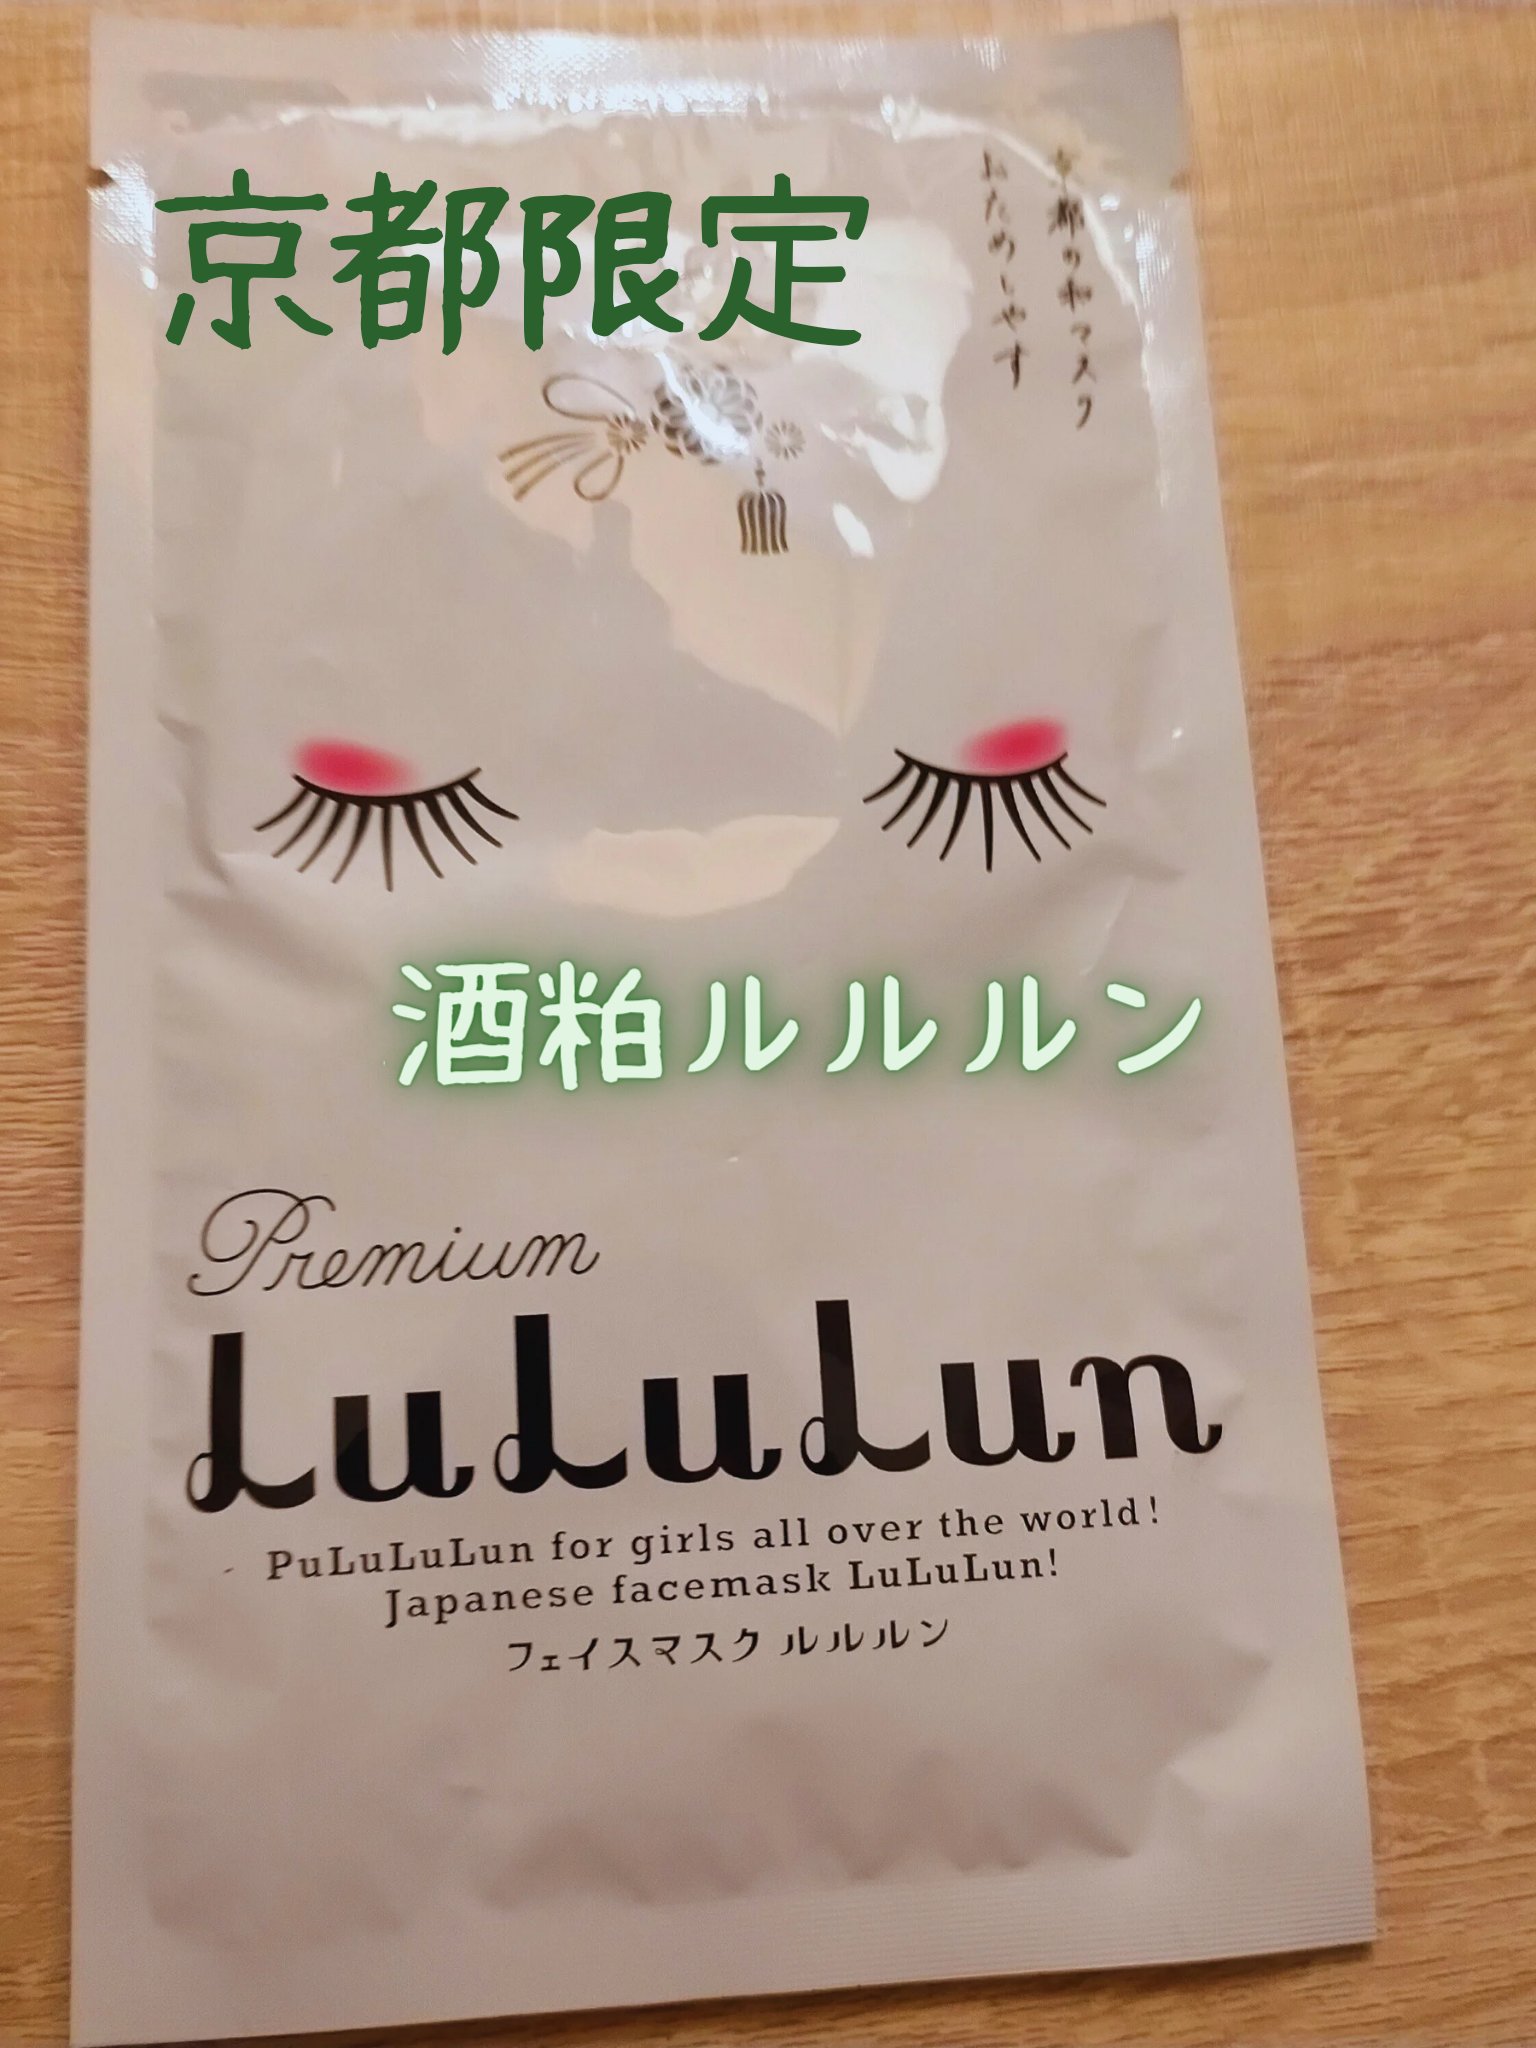 京都限定
京都の和マスク
おためしやす
酒粕ルルルン
Premium
LuLuLun
PuLuLuLun for girls all over the world!
Japanese facemask LuLuLun!
フェイスマスク ルルルン